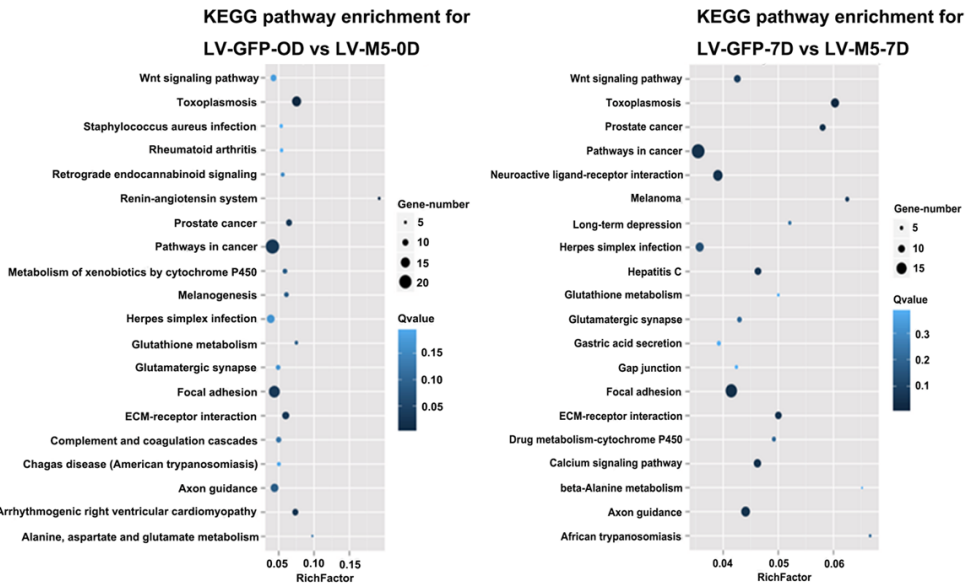 KEGG pathway enrichment for
LV-GFP-OD vs LV-M5-0D
Wnt signaling pathway
Toxoplasmosis
Staphylococcus aureus infection
Rheumatoid arthritis
Retrograde endocannabinoid signaling
Renin-angiotensin system
Prostate cancer
Pathways in cancer
Metabolism of xenobiotics by cytochrome P450
Melanogenesis
Herpes simplex infection
Glutathione metabolism
Glutamatergic synapse
Focal adhesion
ECM-receptor interaction
Complement and coagulation cascades
Chagas disease (American trypanosomiasis)
Axon guidance
Arrhythmogenic right ventricular cardiomyopathy
Alanine, aspartate and glutamate metabolism
0.05 0.10 0.15
RichFactor
Gene-number
5
10
15
20
Qvalue
0.15
0.10
0.05
KEGG pathway enrichment for
LV-GFP-7D vs LV-M5-7D
Wnt signaling pathway
Toxoplasmosis
Prostate cancer
Pathways in cancer
Neuroactive ligand-receptor interaction
Melanoma
Long-term depression
Herpes simplex infection
Hepatitis C
Glutathione metabolism
Glutamatergic synapse
Gastric acid secretion
Gap junction
Focal adhesion
ECM-receptor interaction
Drug metabolism-cytochrome P450
Calcium signaling pathway
beta-Alanine metabolism
Axon guidance
African trypanosomiasis
0.04 0.05 0.06
RichFactor
Gene-number
5
10
15
Qvalue
0.3
0.2
0.1